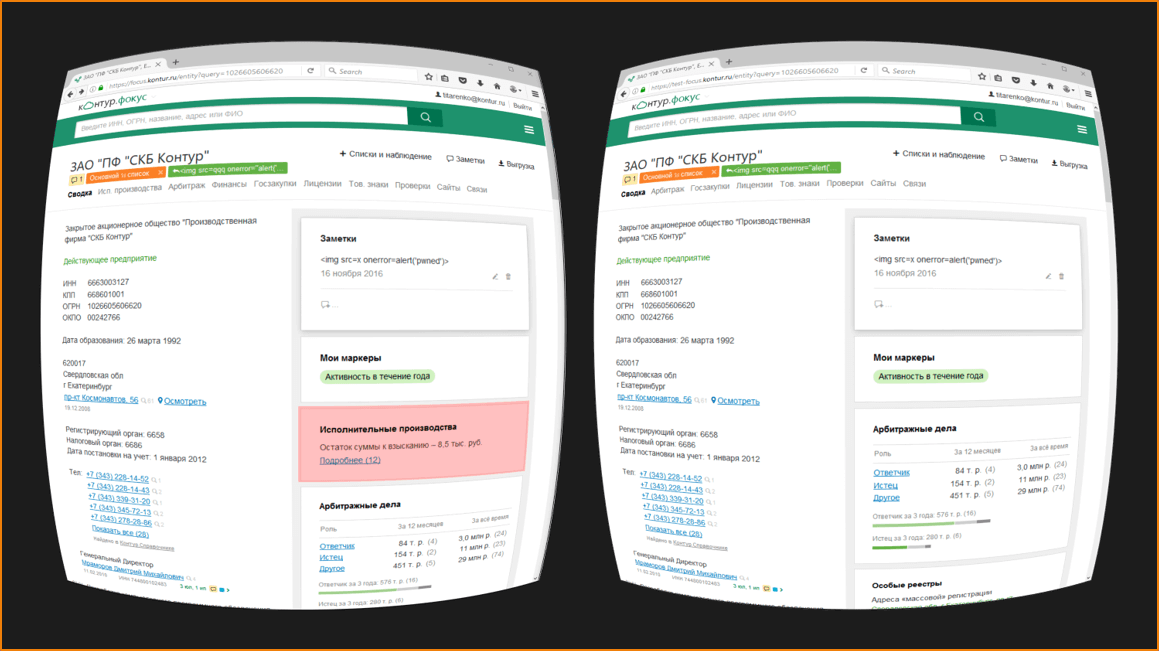 ЗАО "ПФ "СКБ Контур", Е...
https://focus.kontur.ru/entity?query=1026605606620
Search
контур.фокус
titarenko@kontur.ru
Выйти
Введите ИНН, ОГРН, название, адрес или ФИО
ЗАО "ПФ "СКБ Контур"
Списки и наблюдение
Заметки
Выгрузка
1
Основной список
<img src=qqq onerror="alert('...
Сводка Исп. производства Арбитраж Финансы Госзакупки Лицензии Тов. знаки Проверки Сайты Связи
Закрытое акционерное общество "Производственная
фирма "СКБ Контур"
Действующее предприятие
ИНН 6663003127
КПП 668601001
ОГРН 1026605606620
ОКПО 00242766
Дата образования: 26 марта 1992
620017
Свердловская обл
г Екатеринбург
пр-кт Космонавтов, 56 61 Осмотреть
19.12.2008
Регистрирующий орган: 6658
Налоговый орган: 6686
Дата постановки на учет: 1 января 2012
Тел: +7 (343) 228-14-52 1
+7 (343) 228-14-43 2
+7 (343) 339-31-20 1
+7 (343) 345-72-13 2
+7 (343) 278-28-86 2
Показать все (26)
Найдено в Контур.Справочнике
Генеральный Директор
Мраморов Дмитрий Михайлович
3 юл, 1 ип
Заметки
<img src=x onerror=alert('pwned')>
16 ноября 2016
Мои маркеры
Активность в течение года
Исполнительные производства
Остаток суммы к взысканию – 8,5 тыс. руб.
Подробнее (12)
Арбитражные дела
Роль За 12 месяцев За всё время
Ответчик 84 т. р. (4) 3,0 млн р. (24)
Истец 154 т. р. (2) 11 млн р. (23)
Другое 451 т. р. (5) 29 млн р. (74)
Ответчик за 3 года: 576 т. р. (16)
Истец за 3 года: 280 т. р. (6)
ЗАО "ПФ "СКБ Контур", Е...
https://test-focus.kontur.ru/entity?query=1026605606620
Search
контур.фокус
titarenko@kontur.ru
Выйти
Введите ИНН, ОГРН, название, адрес или ФИО
ЗАО "ПФ "СКБ Контур"
Списки и наблюдение
Заметки
Выгрузка
1
Основной список
<img src=qqq onerror="alert('...
Сводка Арбитраж Госзакупки Лицензии Тов. знаки Проверки Сайты Связи
Закрытое акционерное общество "Производственная
фирма "СКБ Контур"
Действующее предприятие
ИНН 6663003127
КПП 668601001
ОГРН 1026605606620
ОКПО 00242766
Дата образования: 26 марта 1992
620017
Свердловская обл
г Екатеринбург
пр-кт Космонавтов, 56 61 Осмотреть
19.12.2008
Регистрирующий орган: 6658
Налоговый орган: 6686
Дата постановки на учет: 1 января 2012
Тел: +7 (343) 228-14-52 1
+7 (343) 228-14-43 2
+7 (343) 339-31-20 1
+7 (343) 345-72-13 2
+7 (343) 278-28-86 2
Показать все (26)
Найдено в Контур.Справочнике
Генеральный Директор
Мраморов Дмитрий Михайлович
3 юл, 1 ип
Заметки
<img src=x onerror=alert('pwned')>
16 ноября 2016
Мои маркеры
Активность в течение года
Арбитражные дела
Роль За 12 месяцев За всё время
Ответчик 84 т. р. (4) 3,0 млн р. (24)
Истец 154 т. р. (2) 11 млн р. (23)
Другое 451 т. р. (5) 29 млн р. (74)
Ответчик за 3 года: 576 т. р. (16)
Истец за 3 года: 280 т. р. (6)
Особые реестры
Адреса «массовой» регистрации